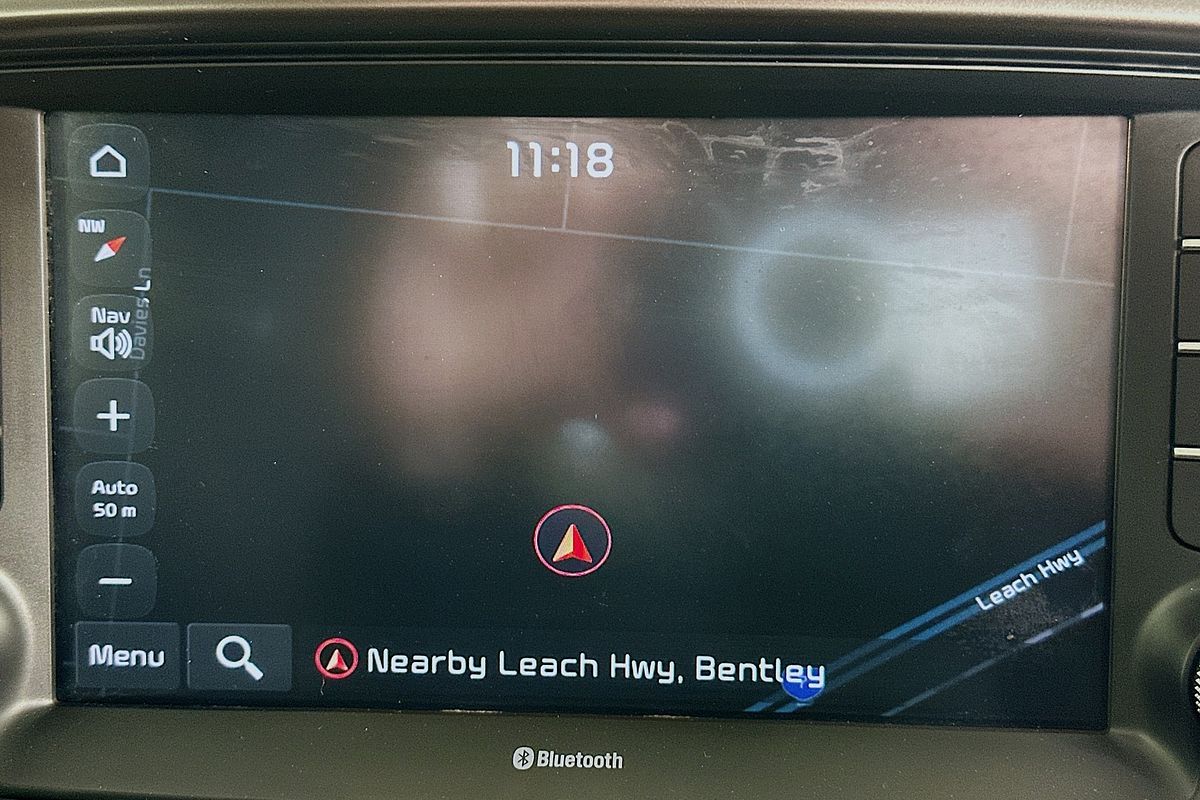 11:18
NW
Nav
Davies Ln
Auto
50 m
Leach Hwy
Menu
Nearby Leach Hwy, Bentley
Bluetooth